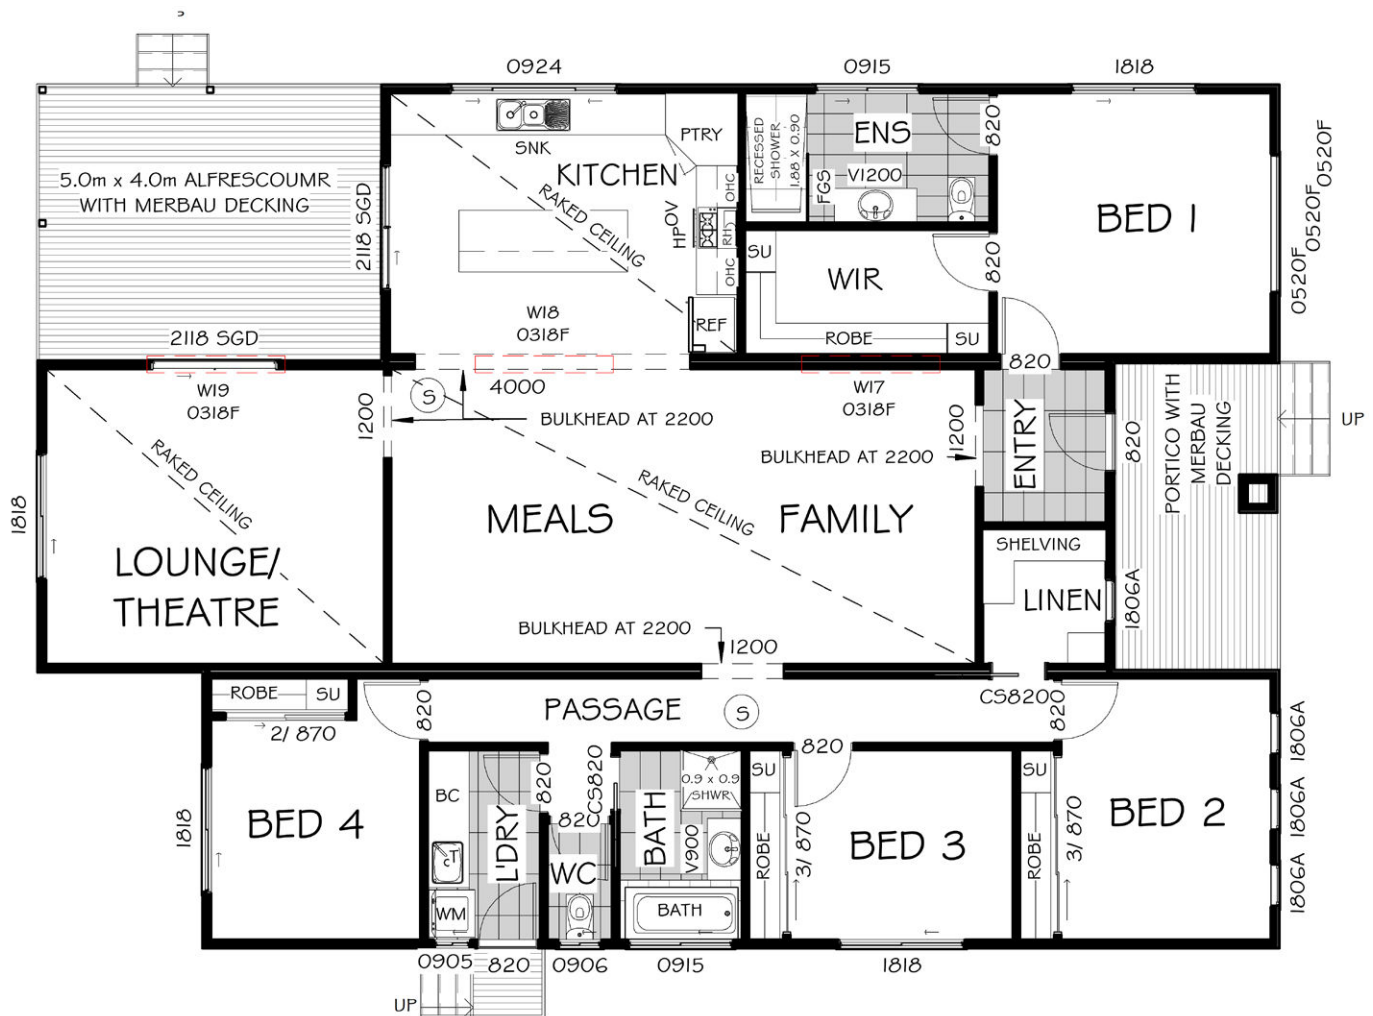 0924
0915
1818
5.0m x 4.0m ALFRESCOUMR
WITH MERBAU DECKING
2118 SGD
2118 SGD
SNK
PTRY
KITCHEN
RAKED CEILING
OHC
HP
OV
RH
OHC
REF
W18
0318F
RECESSED
SHOWER
1.88 X 0.90
FGS
ENS
V1200
820
SU
WIR
820
ROBE
SU
BED 1
0520F
0520F
0520F
820
W19
0318F
1200
S
4000
BULKHEAD AT 2200
W17
0318F
1200
BULKHEAD AT 2200
ENTRY
820
PORTICO WITH
MERBAU
DECKING
UP
1818
RAKED CEILING
LOUNGE/
THEATRE
MEALS
RAKED CEILING
FAMILY
SHELVING
LINEN
1806A
BULKHEAD AT 2200
1200
CS8200
ROBE
SU
2/ 870
820
PASSAGE
S
820
820
1806A
1806A
1806A
1818
BED 4
BC
L'DRY
820
CT
WM
820
WC
CCS820
BATH
0.9 x 0.9
SHWR
V900
BATH
SU
ROBE
3/ 870
BED 3
SU
ROBE
3/ 870
BED 2
0905
820
0906
0915
1818
UP